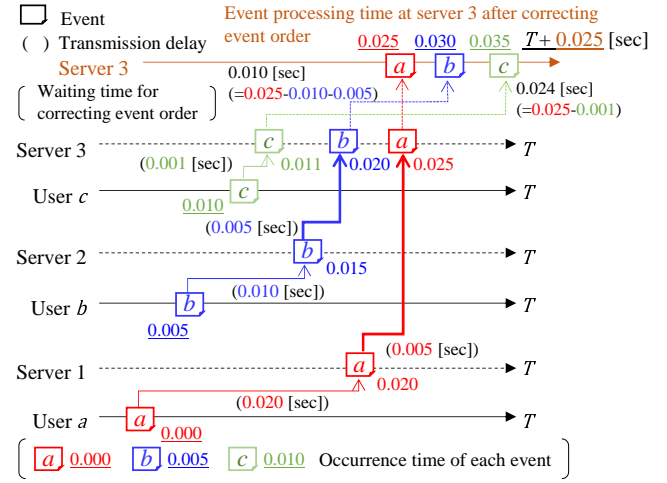 Event
Event processing time at server 3 after correcting
event order
( ) Transmission delay
0.025 0.030 0.035 T+ 0.025 [sec]
Server 3
a b c
0.010 [sec]
(=0.025-0.010-0.005)
0.024 [sec]
(=0.025-0.001)
Waiting time for
correcting event order
Server 3 c b a T
(0.001 [sec]) 0.011 0.020 0.025
User c c T
0.010
(0.005 [sec])
Server 2 b T
0.015
(0.010 [sec])
User b b T
0.005
(0.005 [sec])
Server 1 a T
0.020
(0.020 [sec])
User a a T
0.000
a 0.000 b 0.005 c 0.010 Occurrence time of each event